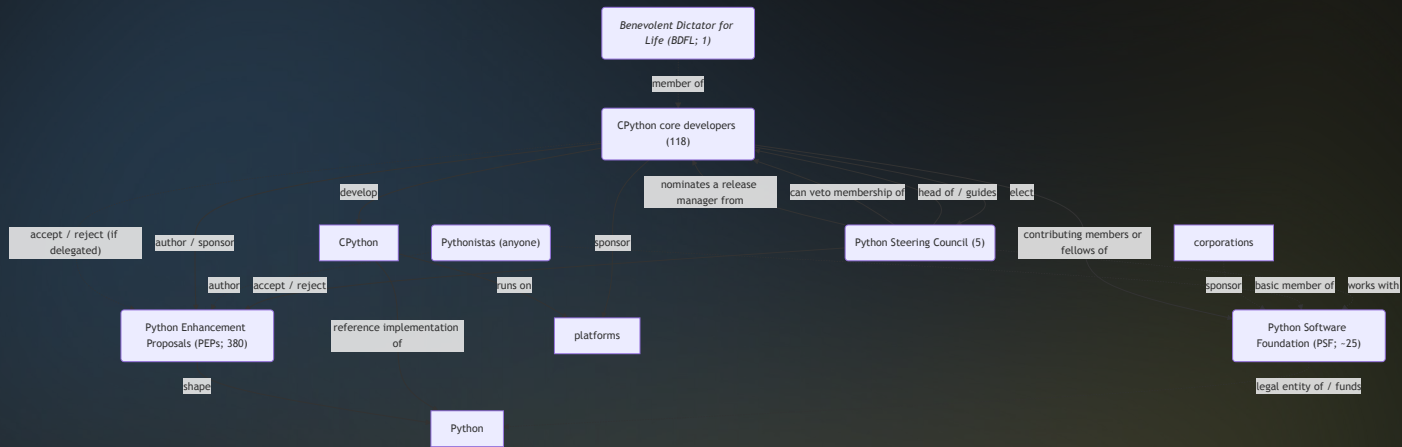 Benevolent Dictator for
Life (BDFL; 1)
member of
CPython core developers
(118)
nominates a release
manager from
can veto membership of
head of / guides
elect
develop
accept / reject (if
delegated)
author / sponsor
CPython
Pythonistas (anyone)
sponsor
Python Steering Council (5)
contributing members or
fellows of
corporations
author
accept / reject
runs on
sponsor
basic member of
works with
Python Enhancement
Proposals (PEPs; 380)
reference implementation
of
platforms
Python Software
Foundation (PSF; ~25)
shape
legal entity of / funds
Python